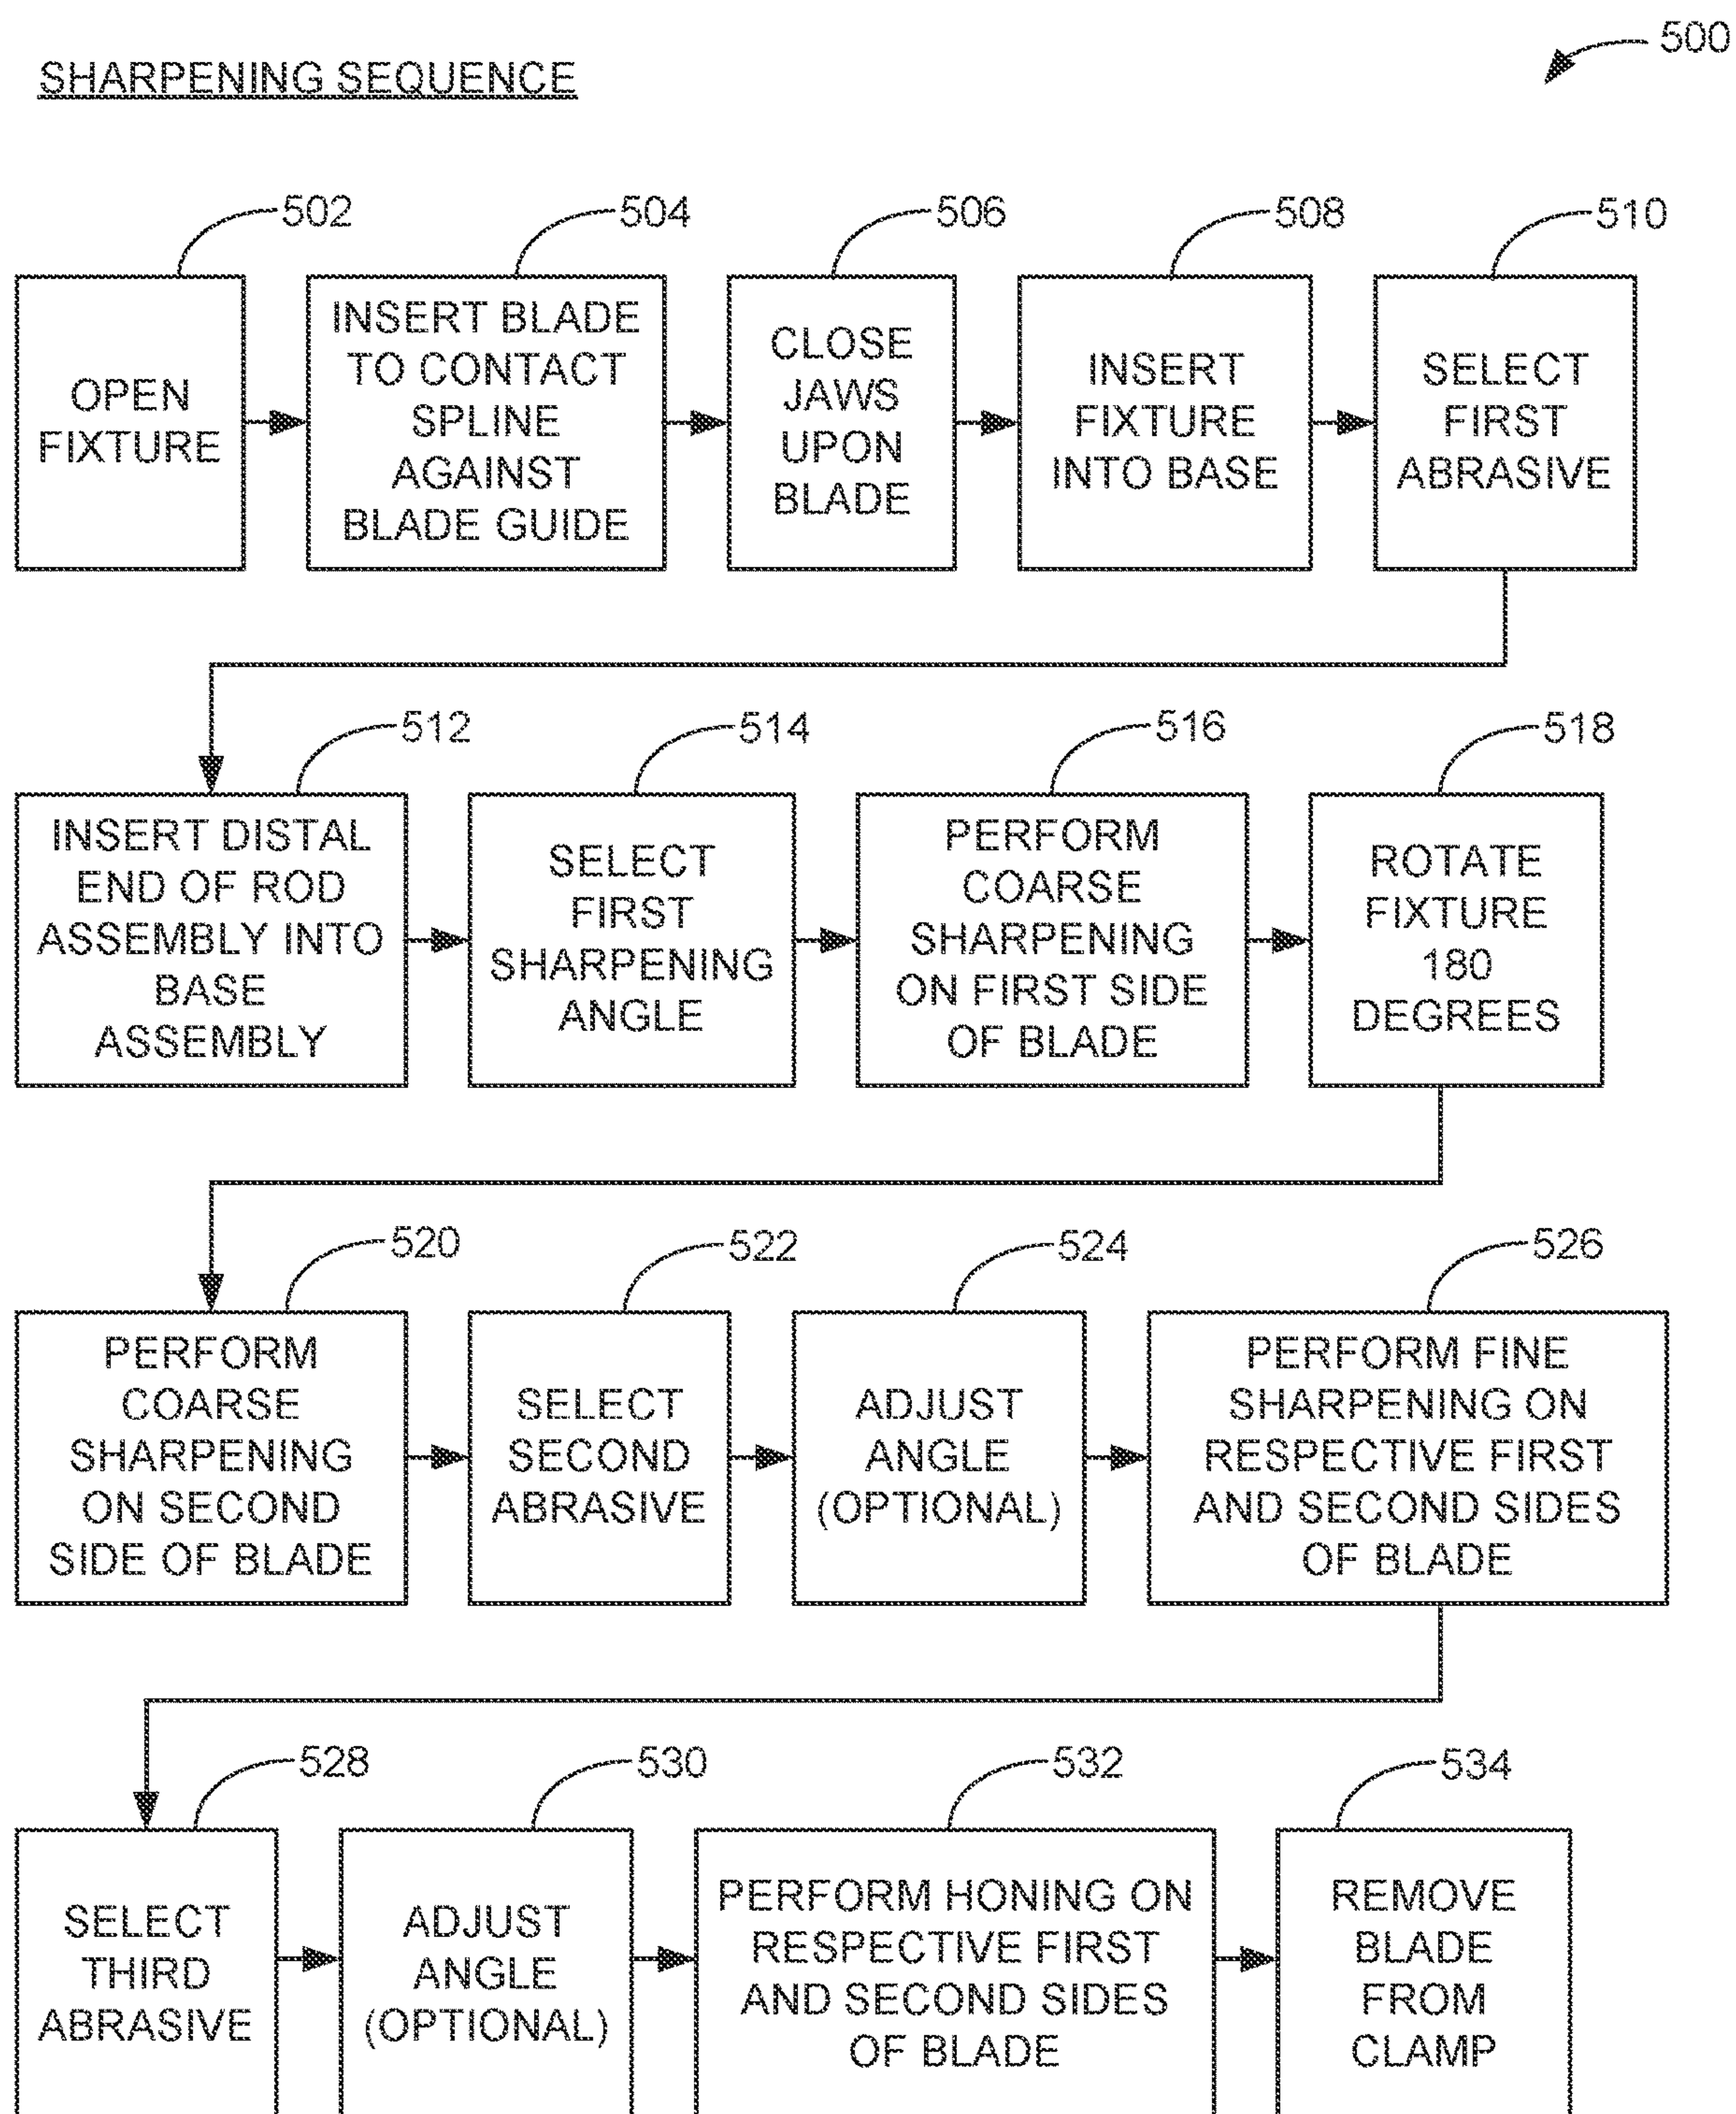 500
SHARPENING SEQUENCE
502
504
506
508
510
OPEN
FIXTURE
INSERT BLADE
TO CONTACT
SPLINE
AGAINST
BLADE GUIDE
CLOSE
JAWS
UPON
BLADE
INSERT
FIXTURE
INTO BASE
SELECT
FIRST
ABRASIVE
512
514
516
518
INSERT DISTAL
END OF ROD
ASSEMBLY INTO
BASE
ASSEMBLY
SELECT
FIRST
SHARPENING
ANGLE
PERFORM
COARSE
SHARPENING
ON FIRST SIDE
OF BLADE
ROTATE
FIXTURE
180
DEGREES
520
522
524
526
PERFORM
COARSE
SHARPENING
ON SECOND
SIDE OF BLADE
SELECT
SECOND
ABRASIVE
ADJUST
ANGLE
(OPTIONAL)
PERFORM FINE
SHARPENING ON
RESPECTIVE FIRST
AND SECOND SIDES
OF BLADE
528
530
532
534
SELECT
THIRD
ABRASIVE
ADJUST
ANGLE
(OPTIONAL)
PERFORM HONING ON
RESPECTIVE FIRST
AND SECOND SIDES
OF BLADE
REMOVE
BLADE
FROM
CLAMP